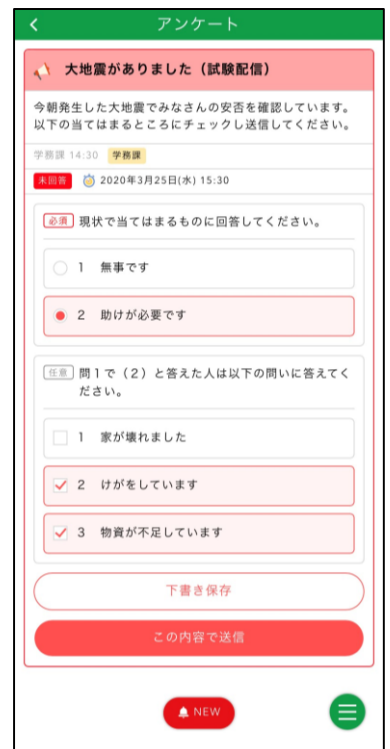 アンケート
大地震がありました（試験配信）
今朝発生した大地震でみなさんの安否を確認しています。
以下の当てはまるところにチェックし送信してください。
学務課 14:30 学務課
未回答 2020年3月25日(水) 15:30
必須 現状で当てはまるものに回答してください。
1 無事です
2 助けが必要です
任意 問１で（2）と答えた人は以下の問いに答えてく
ださい。
1 家が壊れました
2 けがをしています
3 物資が不足しています
下書き保存
この内容で送信
NEW